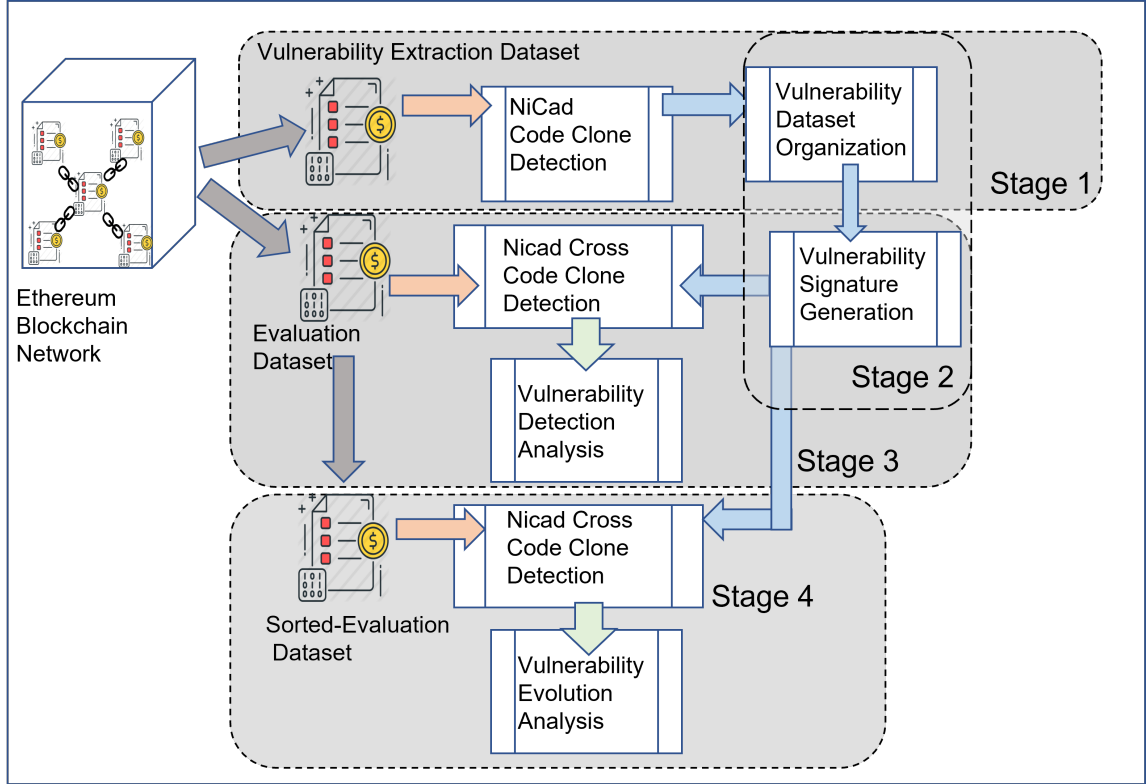 Vulnerability Extraction Dataset
NiCad
Code Clone
Detection
Vulnerability
Dataset
Organization
Stage 1
Ethereum
Blockchain
Network
Evaluation
Dataset
Nicad Cross
Code Clone
Detection
Vulnerability
Signature
Generation
Stage 2
Vulnerability
Detection
Analysis
Stage 3
Sorted-Evaluation
Dataset
Nicad Cross
Code Clone
Detection
Stage 4
Vulnerability
Evolution
Analysis